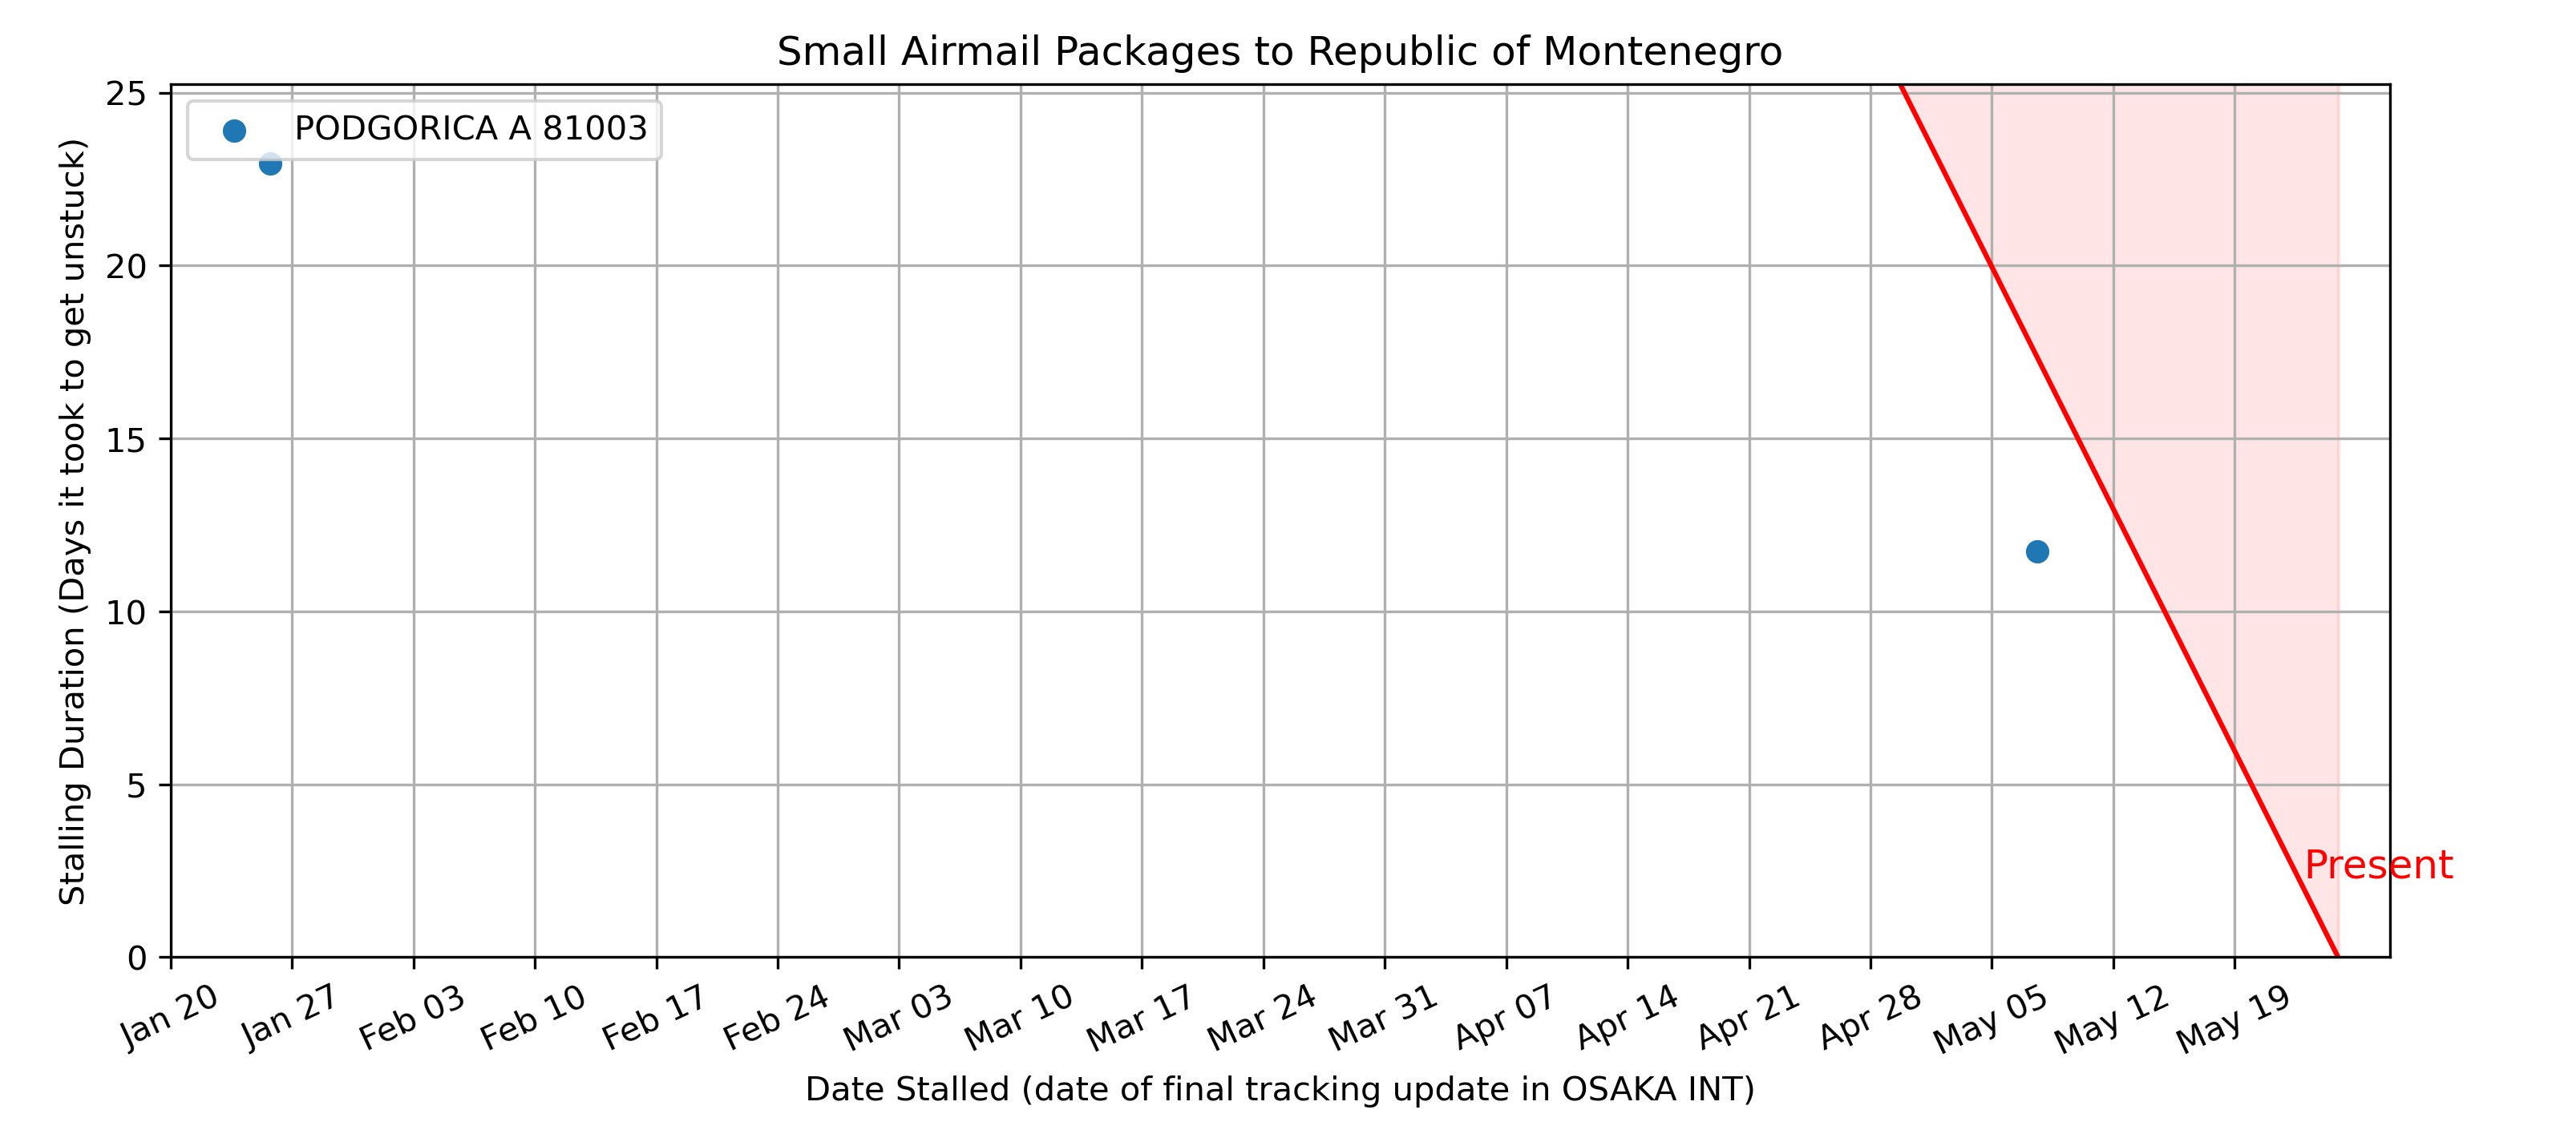 Small Airmail Packages to Republic of Montenegro
PODGORICA A 81003
Stalling Duration (Days it took to get unstuck)
25
20
15
10
5
0
Present
Jan 20
Jan 27
Feb 03
Feb 10
Feb 17
Feb 24
Mar 03
Mar 10
Mar 17
Mar 24
Mar 31
Apr 07
Apr 14
Apr 21
Apr 28
May 05
May 12
May 19
Date Stalled (date of final tracking update in OSAKA INT)